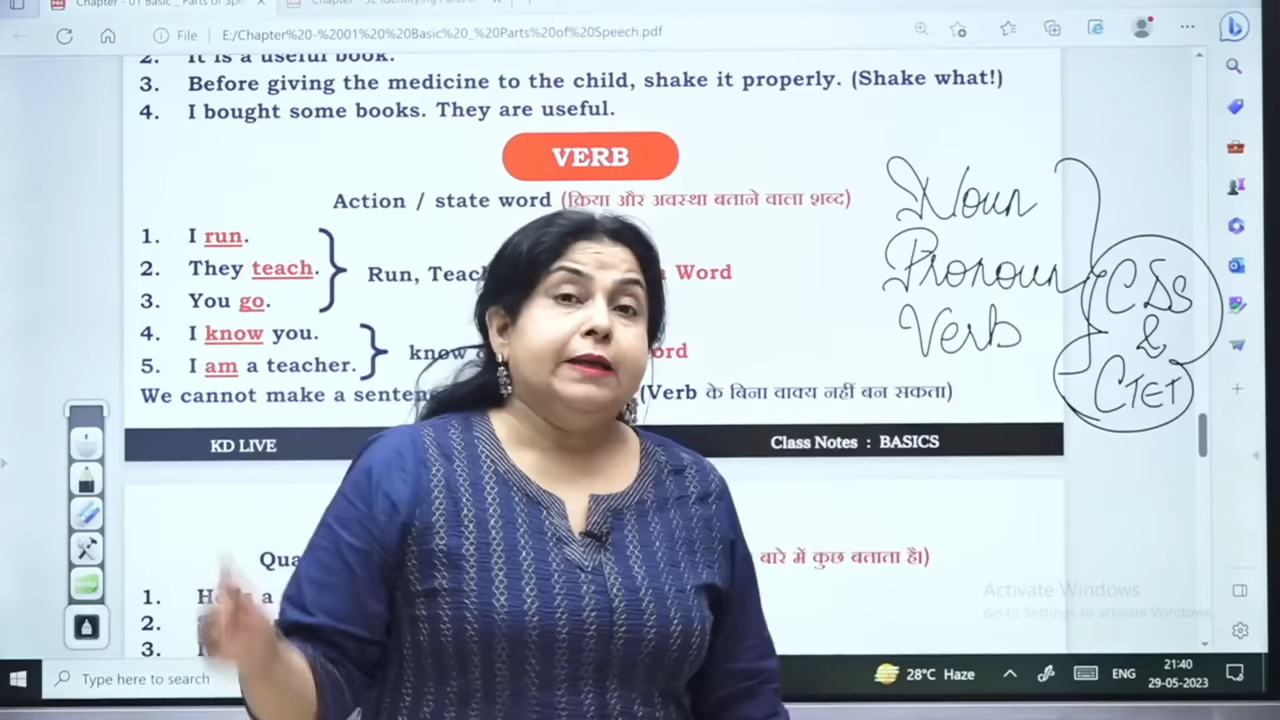 Chapter - 01 Basic _ Parts of Spe
File
E:/Chapter%20-%2001%20%20Basic%20_%20Parts%20of%20Speech.pdf
2. It is a useful book.
3. Before giving the medicine to the child, shake it properly. (Shake what!)
4. I bought some books. They are useful.
VERB
Action / state word (क्रिया और अवस्था बताने वाला शब्द)
1. I run.
2. They teach.
3. You go.
Run, Teac Word
4. I know you.
5. I am a teacher.
know
We cannot make a senten (Verb के बिना वाक्य नहीं बन सकता)
Noun
Pronoun
Verb
CDS
&
CTET
KD LIVE Class Notes : BASICS
Qua बारे में कुछ बताता है।)
1. a
2.
3.
Activate Windows
Go to Settings to activate Windows
Type here to search
28°C Haze
ENG
21:40
29-05-2023